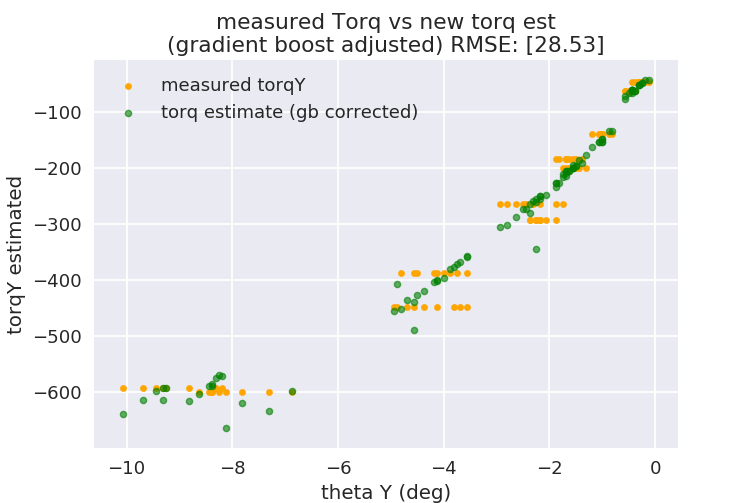 measured Torq vs new torq est
(gradient boost adjusted) RMSE: [28.53]
measured torqY
torq estimate (gb corrected)
−100
−200
−300
−400
−500
−600
torqY estimated
−10
−8
−6
−4
−2
0
theta Y (deg)